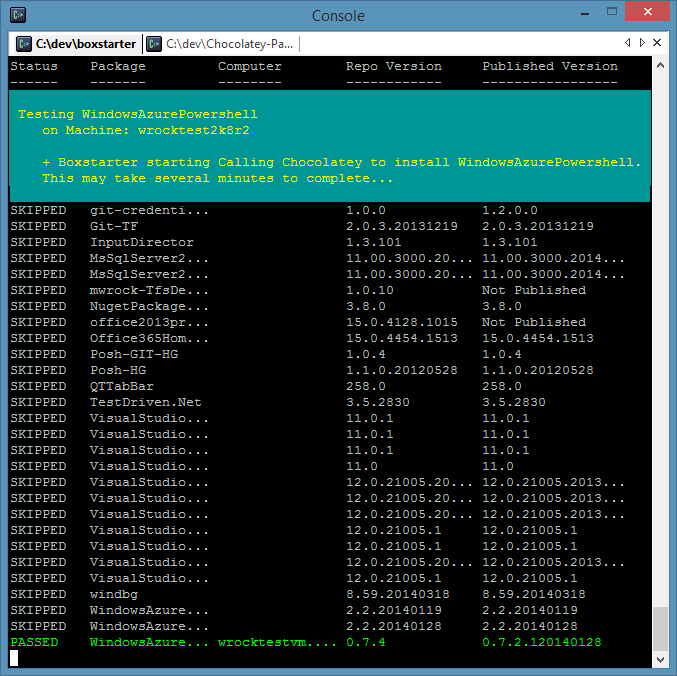 Console
C:\dev\boxstarter C:\dev\Chocolatey-Pa...
Status Package Computer Repo Version Published Version
------ ------- -------- ------------ -----------------
Testing WindowsAzurePowershell
on Machine: wrocktest2k8r2
+ Boxstarter starting Calling Chocolatey to install WindowsAzurePowershell.
This may take several minutes to complete...
SKIPPED git-credenti... 1.0.0 1.2.0.0
SKIPPED Git-TF 2.0.3.20131219 2.0.3.20131219
SKIPPED InputDirector 1.3.101 1.3.101
SKIPPED MsSqlServer2... 11.00.3000.20... 11.00.3000.2014...
SKIPPED MsSqlServer2... 11.00.3000.20... 11.00.3000.2014...
SKIPPED mwrock-TfsDe... 1.0.10 Not Published
SKIPPED NugetPackage... 3.8.0 3.8.0
SKIPPED office2013pr... 15.0.4128.1015 Not Published
SKIPPED Office365Hom... 15.0.4454.1513 15.0.4454.1513
SKIPPED Posh-GIT-HG 1.0.4 1.0.4
SKIPPED Posh-HG 1.1.0.20120528 1.1.0.20120528
SKIPPED QTTabBar 258.0 258.0
SKIPPED TestDriven.Net 3.5.2830 3.5.2830
SKIPPED VisualStudio... 11.0.1 11.0.1
SKIPPED VisualStudio... 11.0.1 11.0.1
SKIPPED VisualStudio... 11.0.1 11.0.1
SKIPPED VisualStudio... 11.0 11.0
SKIPPED VisualStudio... 12.0.21005.20... 12.0.21005.2013...
SKIPPED VisualStudio... 12.0.21005.20... 12.0.21005.2013...
SKIPPED VisualStudio... 12.0.21005.20... 12.0.21005.2013...
SKIPPED VisualStudio... 12.0.21005.1 12.0.21005.1
SKIPPED VisualStudio... 12.0.21005.1 12.0.21005.1
SKIPPED VisualStudio... 12.0.21005.20... 12.0.21005.2013...
SKIPPED VisualStudio... 12.0.21005.1 12.0.21005.1
SKIPPED windbg 8.59.20140318 8.59.20140318
SKIPPED WindowsAzure... 2.2.20140119 2.2.20140119
SKIPPED WindowsAzure... 2.2.20140128 2.2.20140128
PASSED WindowsAzure... wrocktestvm.... 0.7.4 0.7.2.120140128